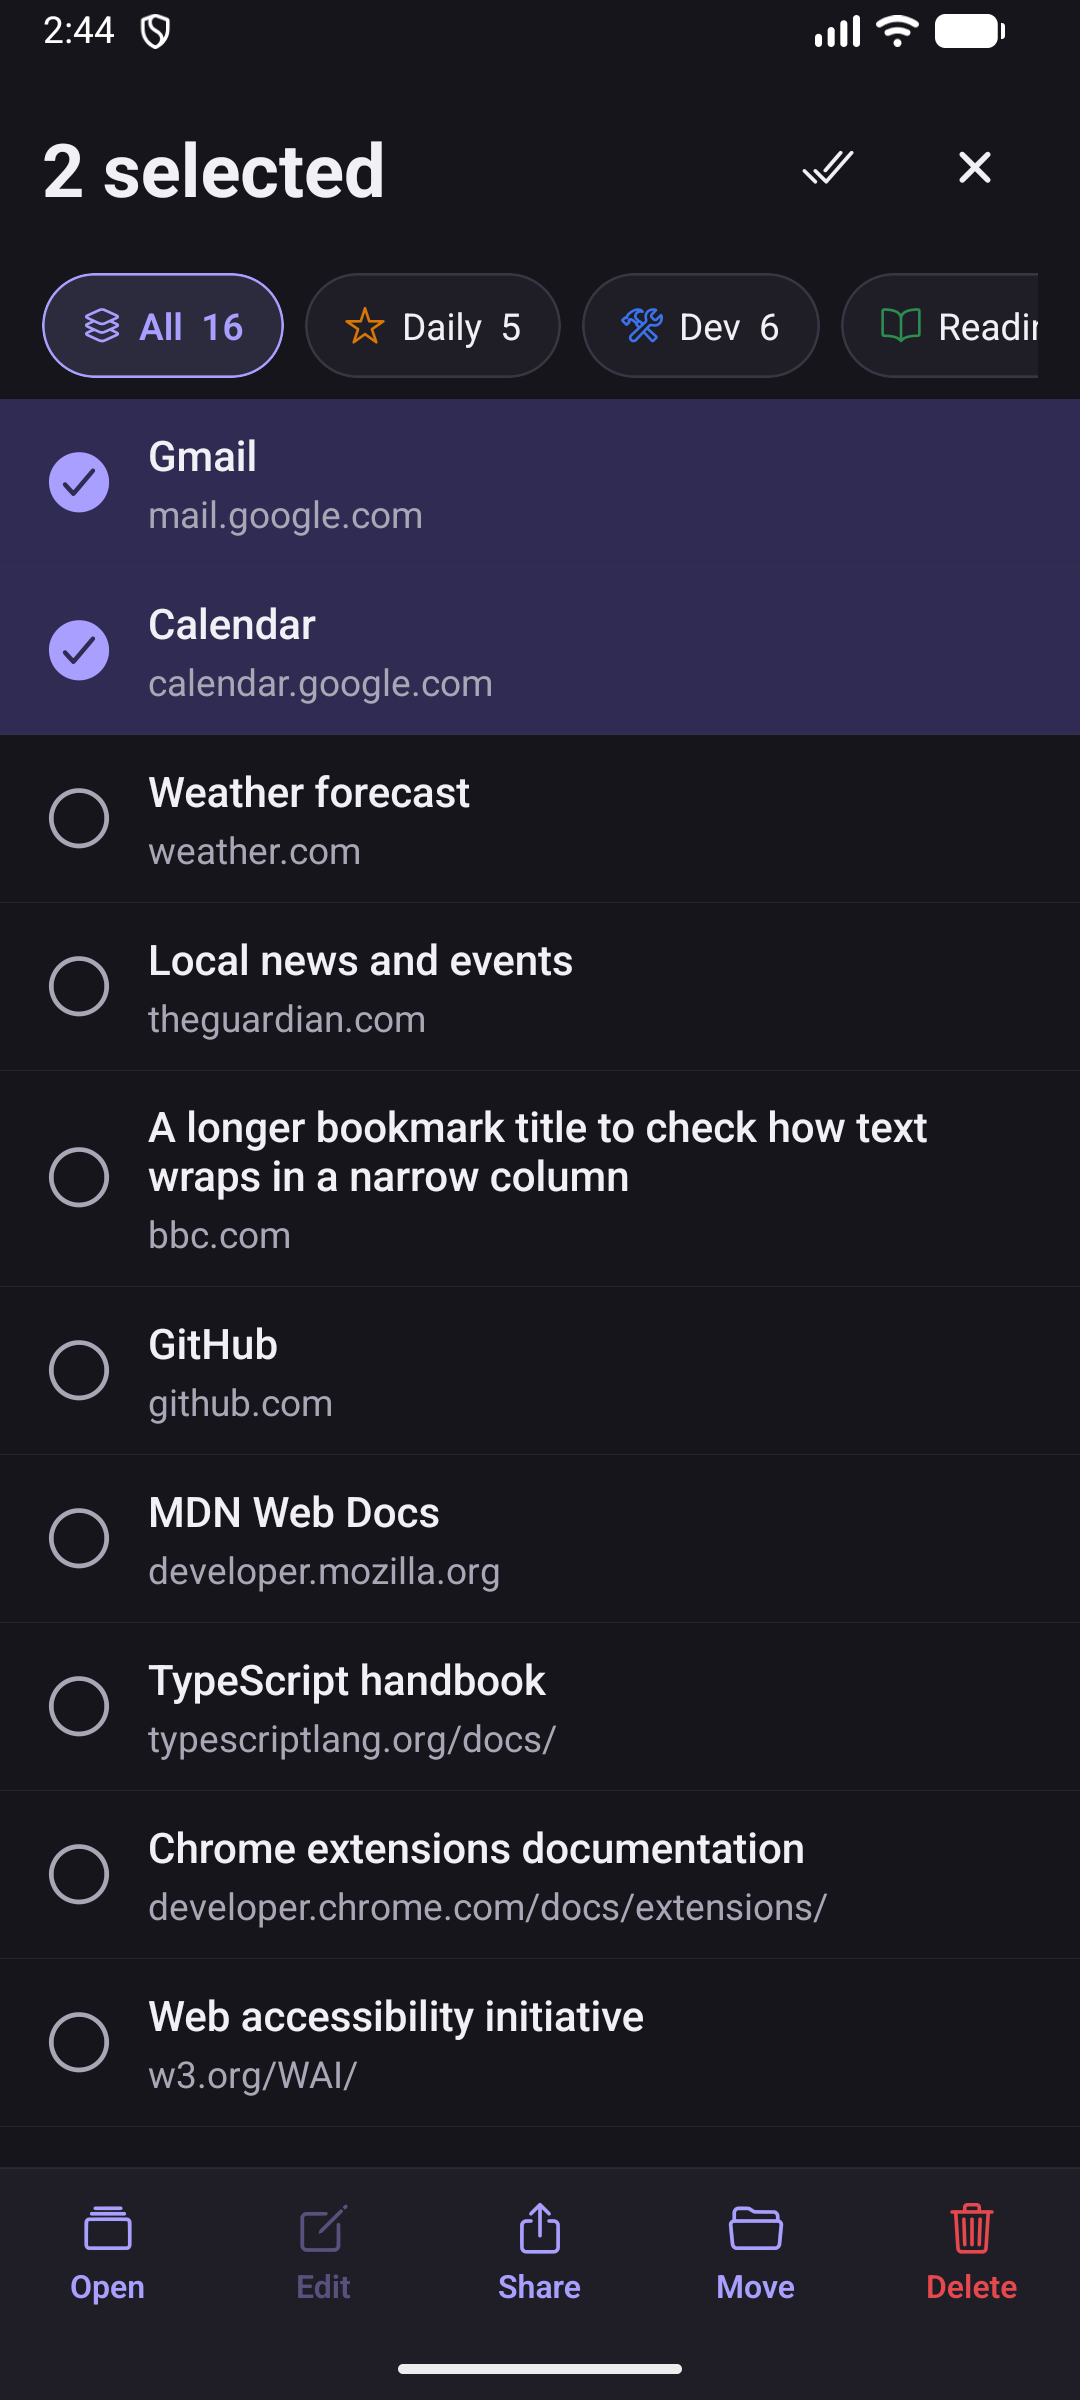 2:44
2 selected
All 16
Daily 5
Dev 6
Readin
Gmail
mail.google.com
Calendar
calendar.google.com
Weather forecast
weather.com
Local news and events
theguardian.com
A longer bookmark title to check how text
wraps in a narrow column
bbc.com
GitHub
github.com
MDN Web Docs
developer.mozilla.org
TypeScript handbook
typescriptlang.org/docs/
Chrome extensions documentation
developer.chrome.com/docs/extensions/
Web accessibility initiative
w3.org/WAI/
Open
Edit
Share
Move
Delete